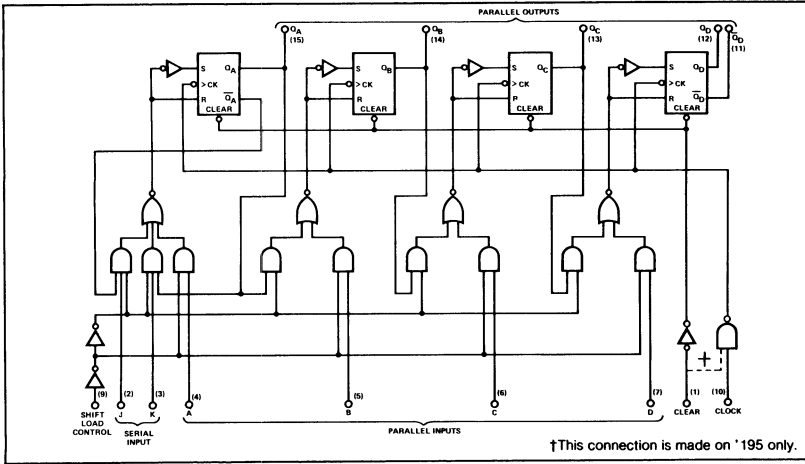 PARALLEL OUTPUTS
QA (15)
QB (14)
QC (13)
QD (12)
Q̅D (11)
S QA
>CK
R Q̅A
CLEAR
S QB
>CK
R
CLEAR
S QC
>CK
R
CLEAR
S QD
>CK
R Q̅D
CLEAR
+
(9) (2) (3) (4) (5) (6) (7) (1) (10)
SHIFT LOAD CONTROL
J K
SERIAL INPUT
A B C D
PARALLEL INPUTS
CLEAR CLOCK
†This connection is made on '195 only.